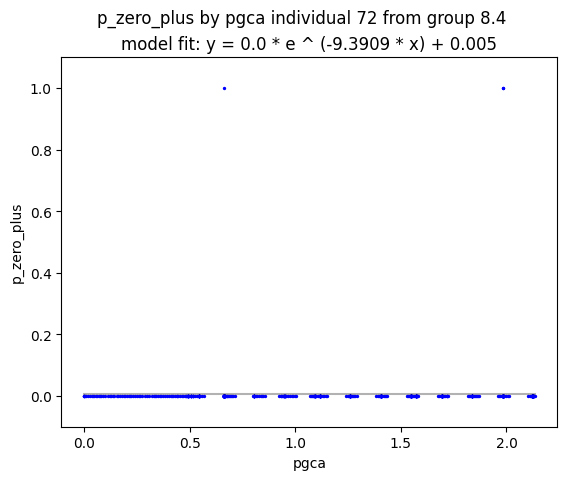 p_zero_plus by pgca individual 72 from group 8.4
model fit: y = 0.0 * e ^ (-9.3909 * x) + 0.005
1.0
0.8
0.6
0.4
0.2
0.0
p_zero_plus
0.0 0.5 1.0 1.5 2.0
pgca